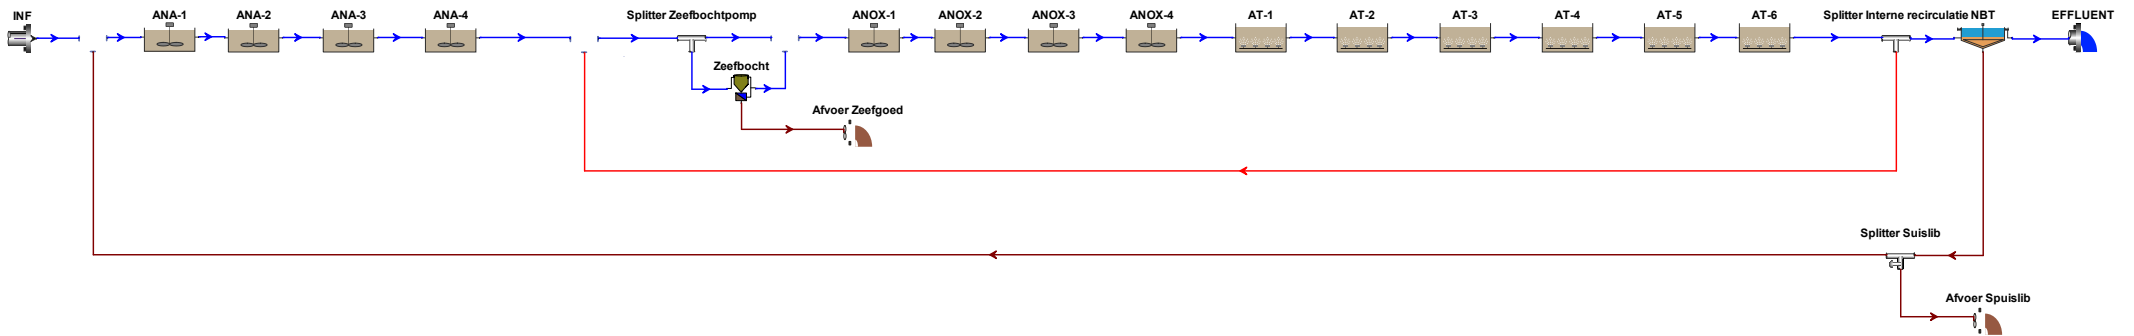 INF
ANA-1
ANA-2
ANA-3
ANA-4
Splitter Zeefbochtpomp
ANOX-1
ANOX-2
ANOX-3
ANOX-4
AT-1
AT-2
AT-3
AT-4
AT-5
AT-6
Splitter Interne recirculatie
NBT
EFFLUENT
Zeefbocht
Afvoer Zeefgoed
Splitter Suislib
Afvoer Spuislib